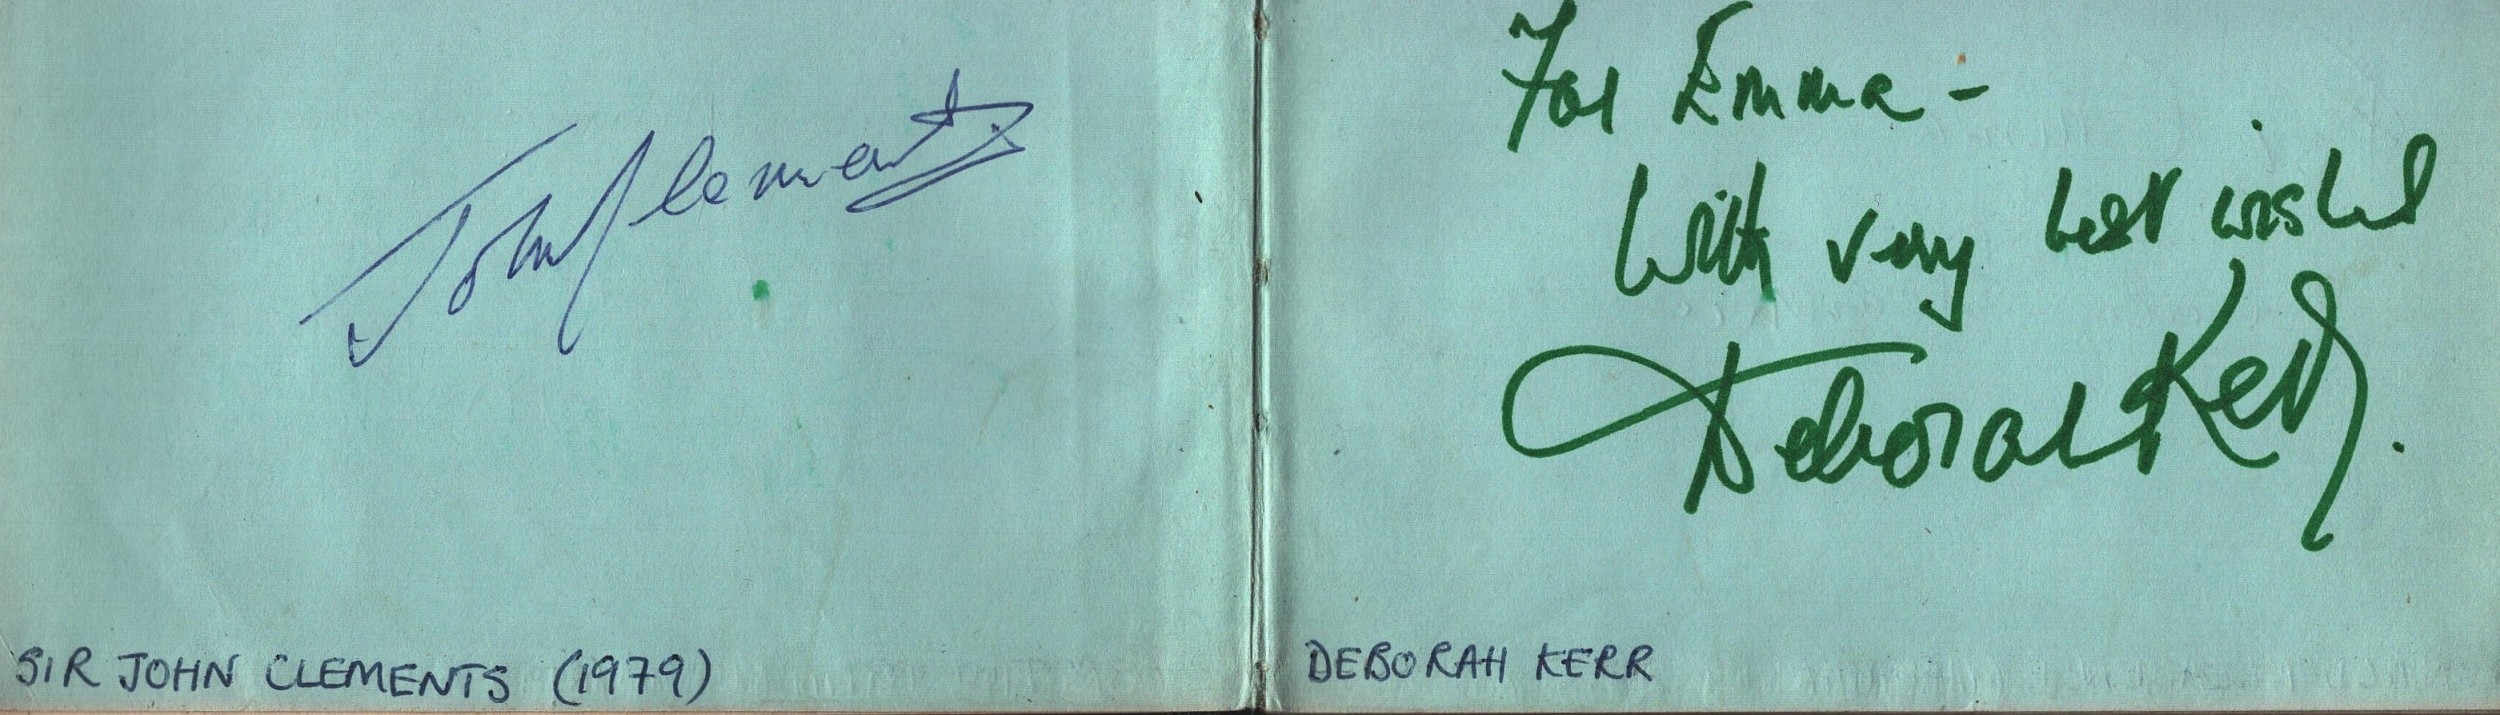 John Clements
SIR JOHN CLEMENTS (1979)
For Emma -
With very best wishes
Deborah Kerr.
DEBORAH KERR